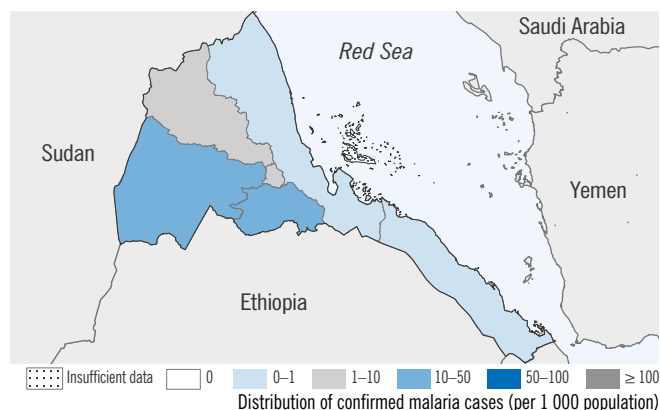 Saudi Arabia
Red Sea
Sudan
Yemen
Ethiopia
Insufficient data 0 0–1 1–10 10–50 50–100 ≥ 100
Distribution of confirmed malaria cases (per 1 000 population)